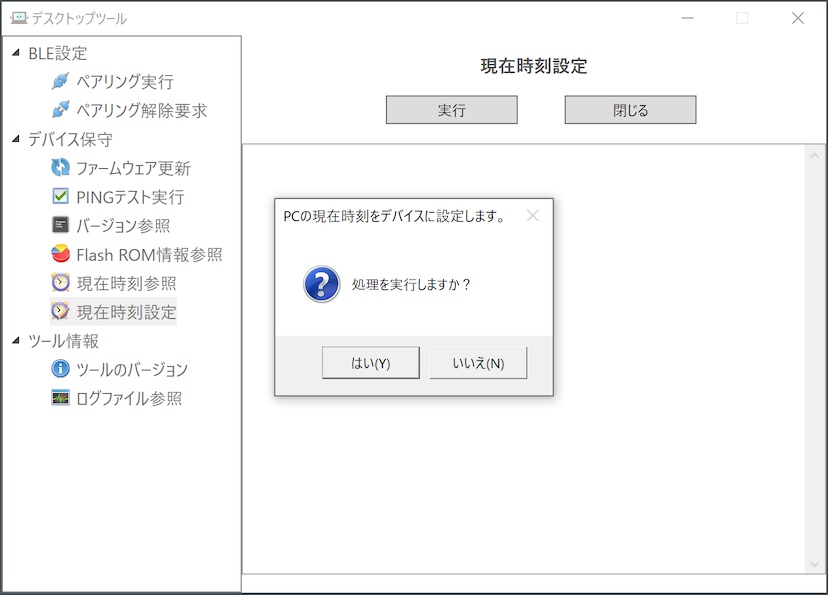 デスクトップツール
BLE設定
ペアリング実行
ペアリング解除要求
デバイス保守
ファームウェア更新
PINGテスト実行
バージョン参照
Flash ROM情報参照
現在時刻参照
現在時刻設定
ツール情報
ツールのバージョン
ログファイル参照
現在時刻設定
実行
閉じる
PCの現在時刻をデバイスに設定します。
処理を実行しますか？
はい(Y)
いいえ(N)